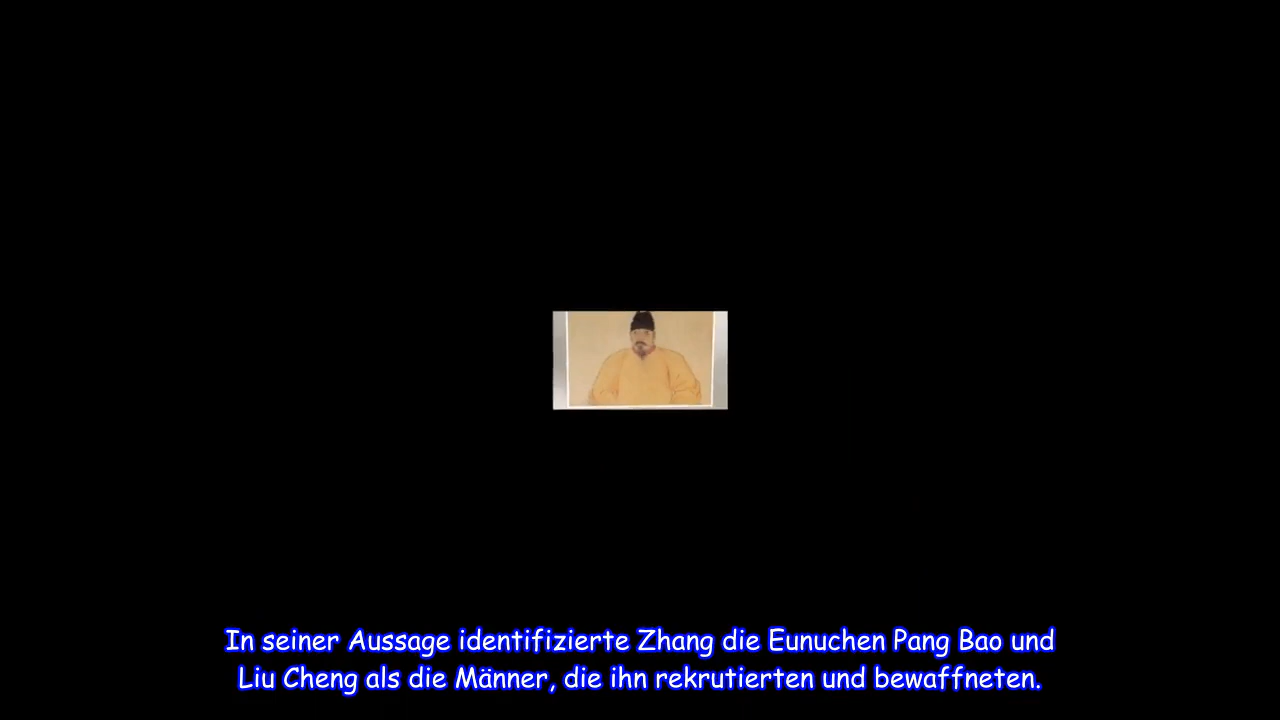 In seiner Aussage identifizierte Zhang die Eunuchen Pang Bao und
Liu Cheng als die Männer, die ihn rekrutierten und bewaffneten.